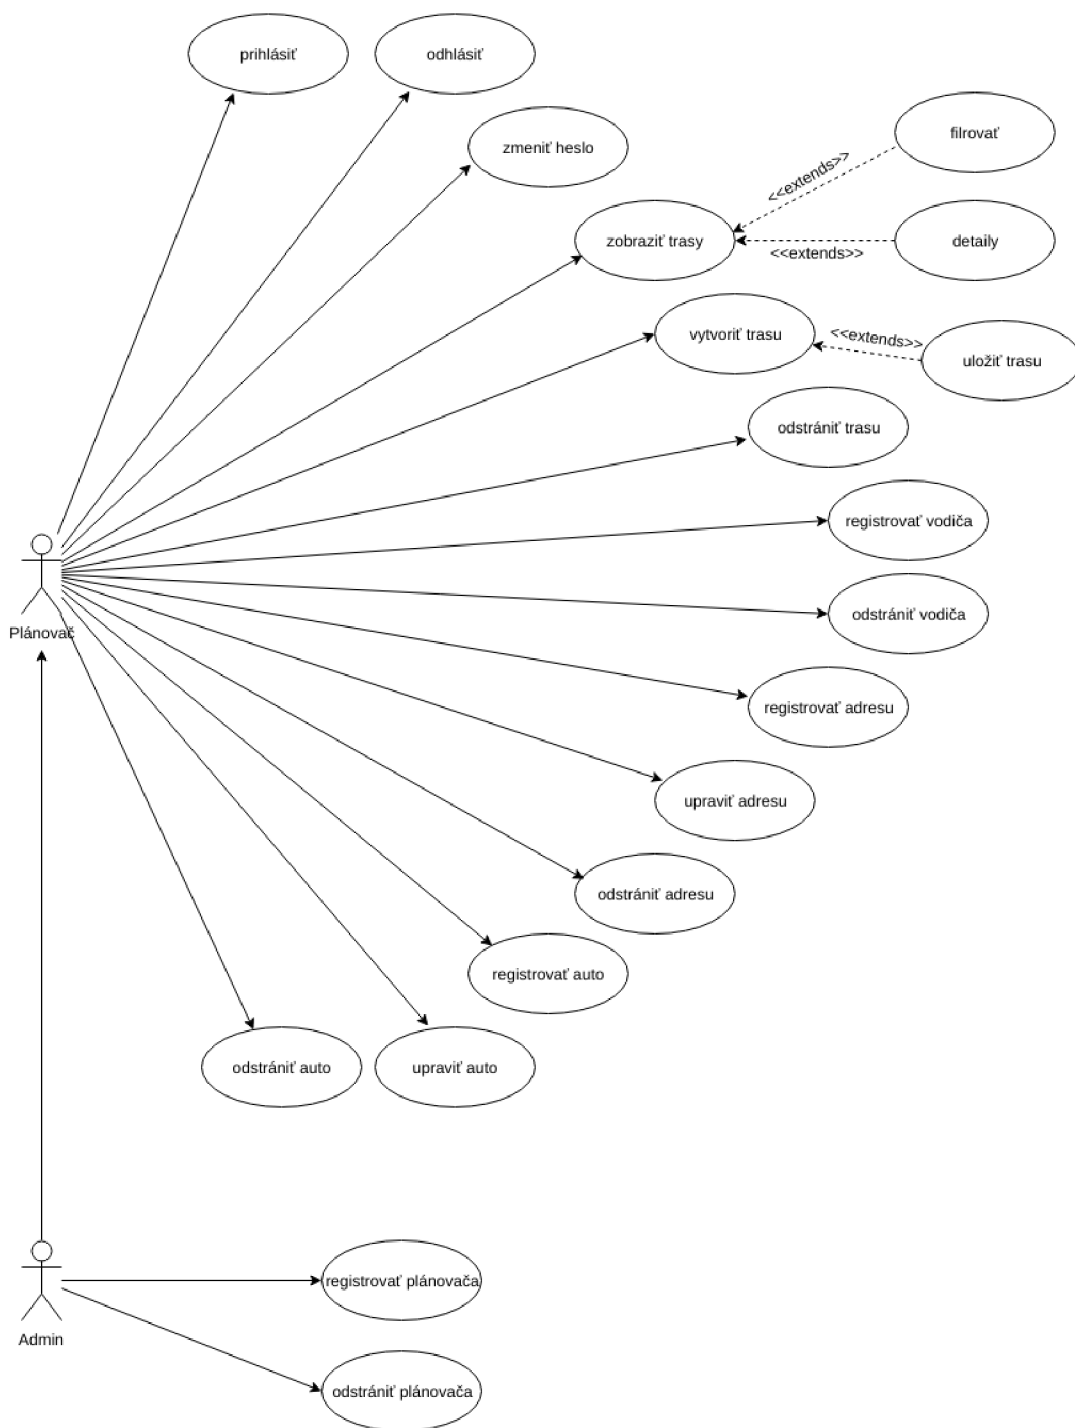 prihlásiť
odhlásiť
zmeniť heslo
filrovať
<<extends>>
zobraziť trasy
detaily
<<extends>>
vytvoriť trasu
<<extends>>
uložiť trasu
odstrániť trasu
registrovať vodiča
odstrániť vodiča
Plánovač
registrovať adresu
upraviť adresu
odstrániť adresu
registrovať auto
odstrániť auto
upraviť auto
registrovať plánovača
Admin
odstrániť plánovača